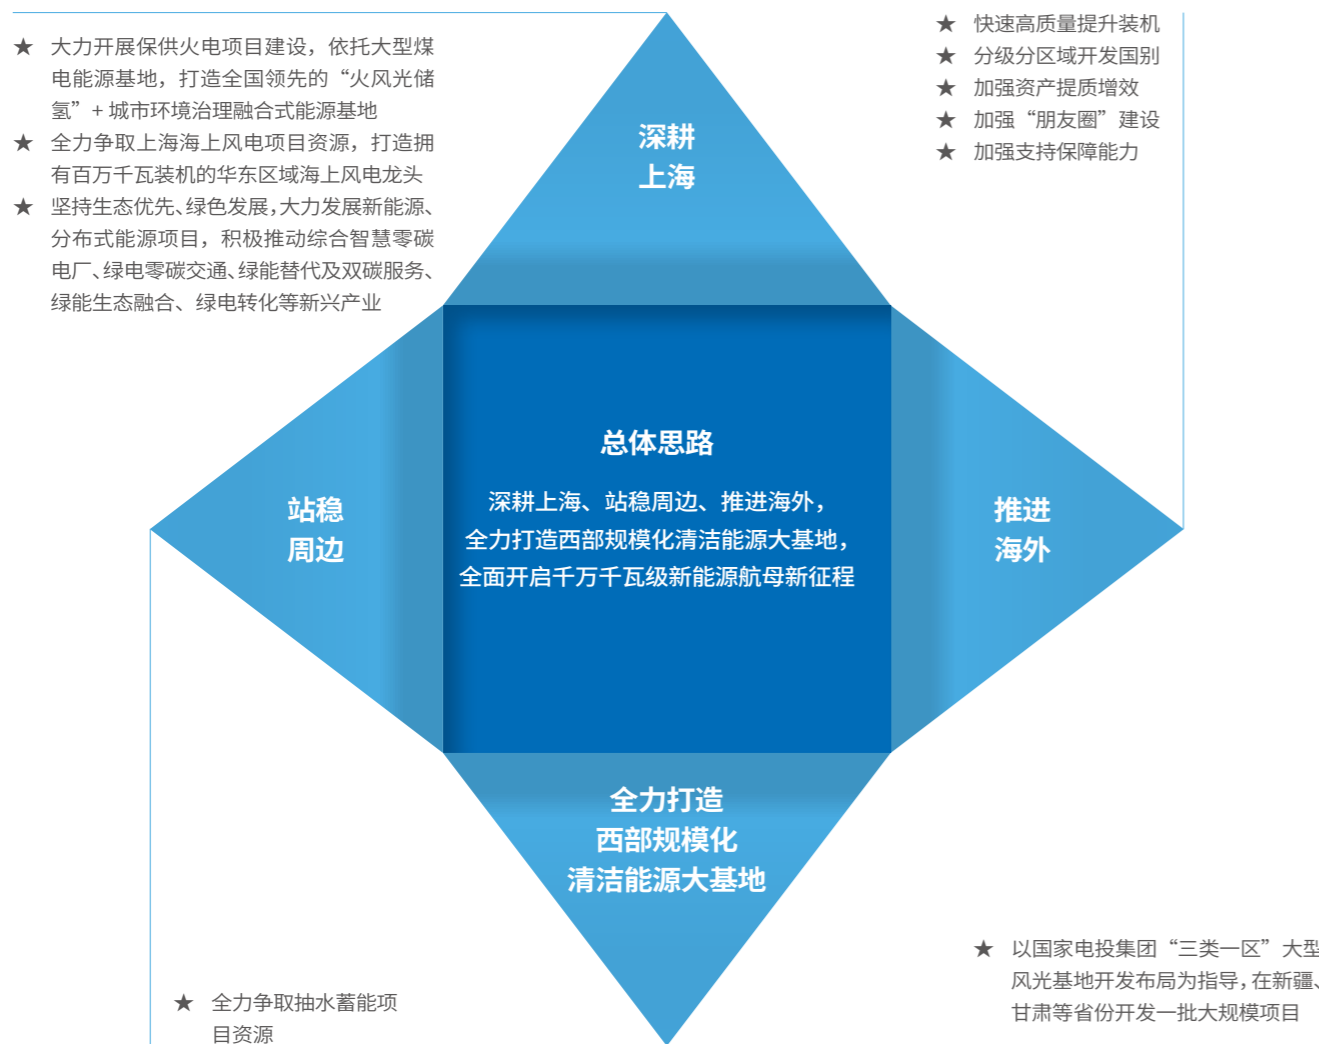 ★ 大力开展保供火电项目建设，依托大型煤
电能源基地，打造全国领先的“火风光储
氢”+ 城市环境治理融合式能源基地
★ 全力争取上海海上风电项目资源，打造拥
有百万千瓦装机的华东区域海上风电龙头
★ 坚持生态优先、绿色发展，大力发展新能源、
分布式能源项目，积极推动综合智慧零碳
电厂、绿电零碳交通、绿能替代及双碳服务、
绿能生态融合、绿电转化等新兴产业
★ 快速高质量提升装机
★ 分级分区域开发国别
★ 加强资产提质增效
★ 加强“朋友圈”建设
★ 加强支持保障能力
深耕
上海
站稳
周边
总体思路
深耕上海、站稳周边、推进海外，
全力打造西部规模化清洁能源大基地，
全面开启千万千瓦级新能源航母新征程
推进
海外
全力打造
西部规模化
清洁能源大基地
★ 全力争取抽水蓄能项
目资源
★ 以国家电投集团“三类一区”大型
风光基地开发布局为指导，在新疆、
甘肃等省份开发一批大规模项目